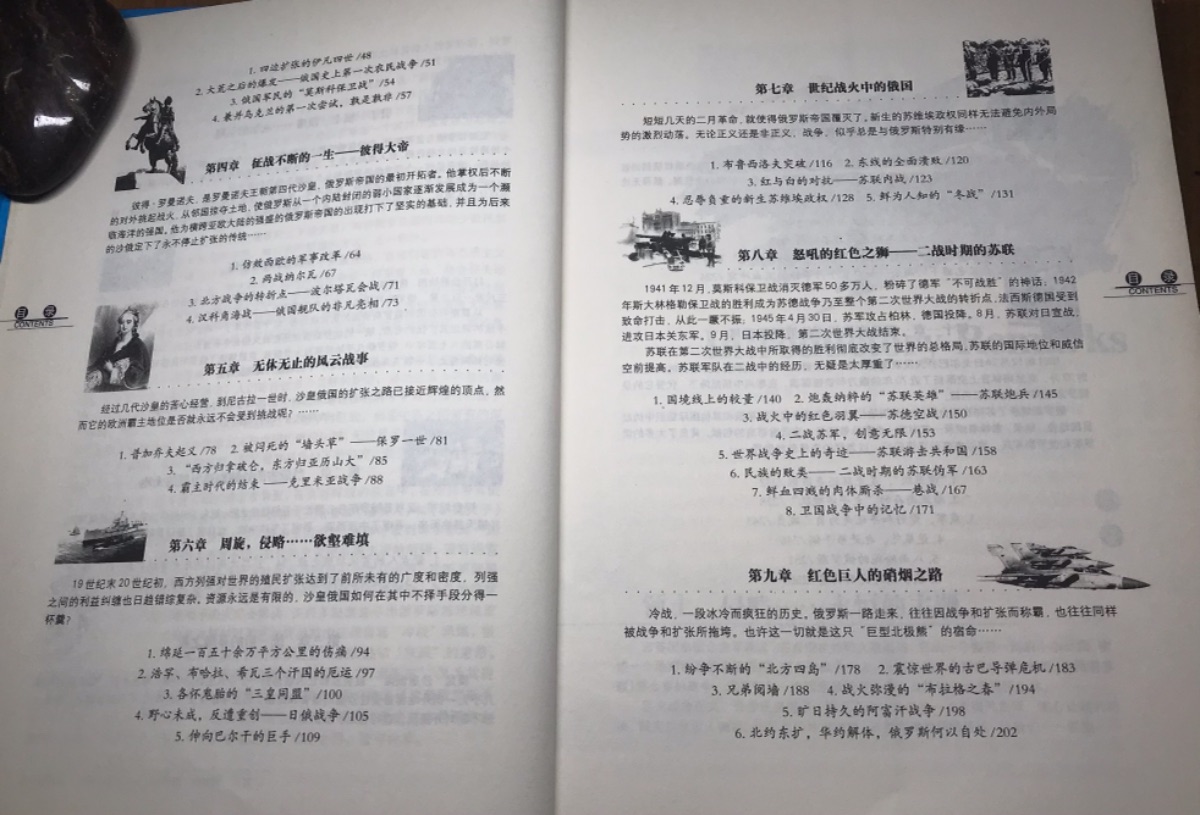 1. 四边扩张的伊凡四世 /48
2. 大荒之后的爆发——俄国史上第一次农民战争 /51
3. 俄国军民的“莫斯科保卫战” /54
4. 兼并乌克兰的第一次尝试，孰是孰非 /57
第四章 征战不断的一生——彼得大帝
彼得·罗曼诺夫，是罗曼诺夫王朝第四代沙皇，俄罗斯帝国的最初开拓者。他掌权后不断
的对外挑起战火，从邻国掠夺土地，使俄罗斯从一个内陆封闭的弱小国家逐渐发展成为一个濒
临海洋的强国。他为横跨亚欧大陆的强盛的俄罗斯帝国的出现打下了坚实的基础，并且为后来
的沙俄定下了永不停止扩张的传统……
1. 仿效西欧的军事改革 /64
2. 两战纳尔瓦 /67
3. 北方战争的转折点——波尔塔瓦会战 /71
4. 汉科角海战——俄国舰队的非凡亮相 /73
目 录
CONTENTS
第五章 无休无止的风云战事
经过几代沙皇的苦心经营，到尼古拉一世时，沙皇俄国的扩张之路已接近辉煌的顶点，然
而它的欧洲霸主地位是否就永远不会受到挑战呢？……
1. 普加乔夫起义 /78 2. 被闷死的“墙头草”——保罗一世 /81
3. “西方归拿破仑，东方归亚历山大” /85
4. 霸主时代的结束——克里米亚战争 /88
第六章 周旋，侵略……欲壑难填
19世纪末20世纪初，西方列强对世界的殖民扩张达到了前所未有的广度和密度，列强
之间的利益纠缠也日趋错综复杂。资源永远是有限的，沙皇俄国如何在其中不择手段分得一
杯羹？
1. 绵延一百五十余万平方公里的伤痛 /94
2. 浩罕、布哈拉、希瓦三个汗国的厄运 /97
3. 各怀鬼胎的“三皇同盟” /100
4. 野心未成，反遭重创——日俄战争 /105
5. 伸向巴尔干的巨手 /109
第七章 世纪战火中的俄国
短短几天的二月革命，就使得俄罗斯帝国覆灭了。新生的苏维埃政权同样无法避免内外局
势的激烈动荡。无论正义还是非正义，战争，似乎总是与俄罗斯特别有缘……
1. 布鲁西洛夫突破 /116 2. 东线的全面溃败 /120
3. 红与白的对抗——苏联内战 /123
4. 忍辱负重的新生苏维埃政权 /128 5. 鲜为人知的“冬战” /131
第八章 怒吼的红色之狮——二战时期的苏联
1941年12月，莫斯科保卫战消灭德军50多万人，粉碎了德军“不可战胜”的神话；1942
年斯大林格勒保卫战的胜利成为苏德战争乃至整个第二次世界大战的转折点，法西斯德国受到
致命打击，从此一蹶不振；1945年4月30日，苏军攻占柏林，德国投降。8月，苏联对日宣战，
进攻日本关东军。9月，日本投降，第二次世界大战结束。
苏联在第二次世界大战中所取得的胜利彻底改变了世界的总格局，苏联的国际地位和威信
空前提高。苏联军队在二战中的经历，无疑是太厚重了……
1. 国境线上的较量 /140 2. 炮轰纳粹的“苏联英雄”——苏联炮兵 /145
3. 战火中的红色羽翼——苏德空战 /150
4. 二战苏军，创意无限 /153
5. 世界战争史上的奇迹——苏联游击共和国 /158
6. 民族的败类——二战时期的苏联伪军 /163
7. 鲜血四溅的肉体厮杀——巷战 /167
8. 卫国战争中的记忆 /171
目 录
CONTENTS
第九章 红色巨人的硝烟之路
冷战，一段冰冷而疯狂的历史。俄罗斯一路走来，往往因战争和扩张而称霸，也往往同样
被战争和扩张所拖垮。也许这一切就是这只“巨型北极熊”的宿命……
1. 纷争不断的“北方四岛” /178 2. 震惊世界的古巴导弹危机 /183
3. 兄弟阋墙 /188 4. 战火弥漫的“布拉格之春” /194
5. 旷日持久的阿富汗战争 /198
6. 北约东扩，华约解体，俄罗斯何以自处 /202